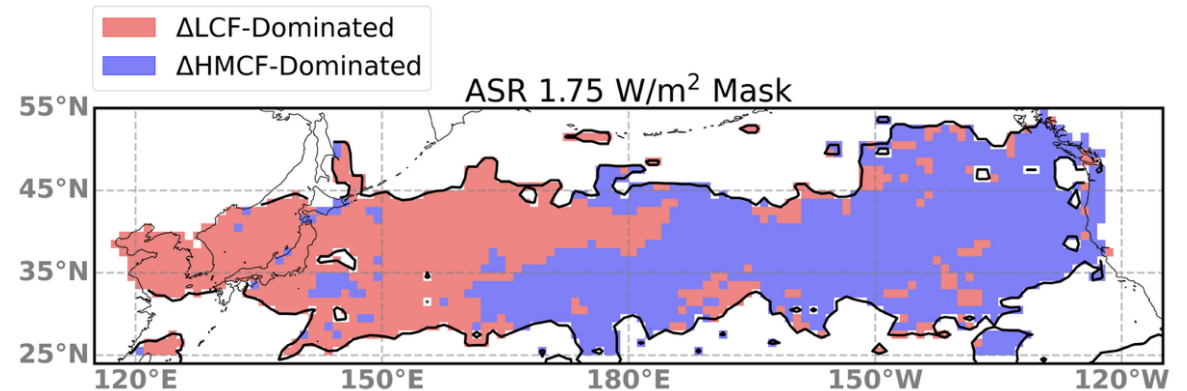 ΔLCF-Dominated
ΔHMCF-Dominated
ASR 1.75 W/m² Mask
55°N
45°N
35°N
25°N
120°E 150°E 180°E 150°W 120°W